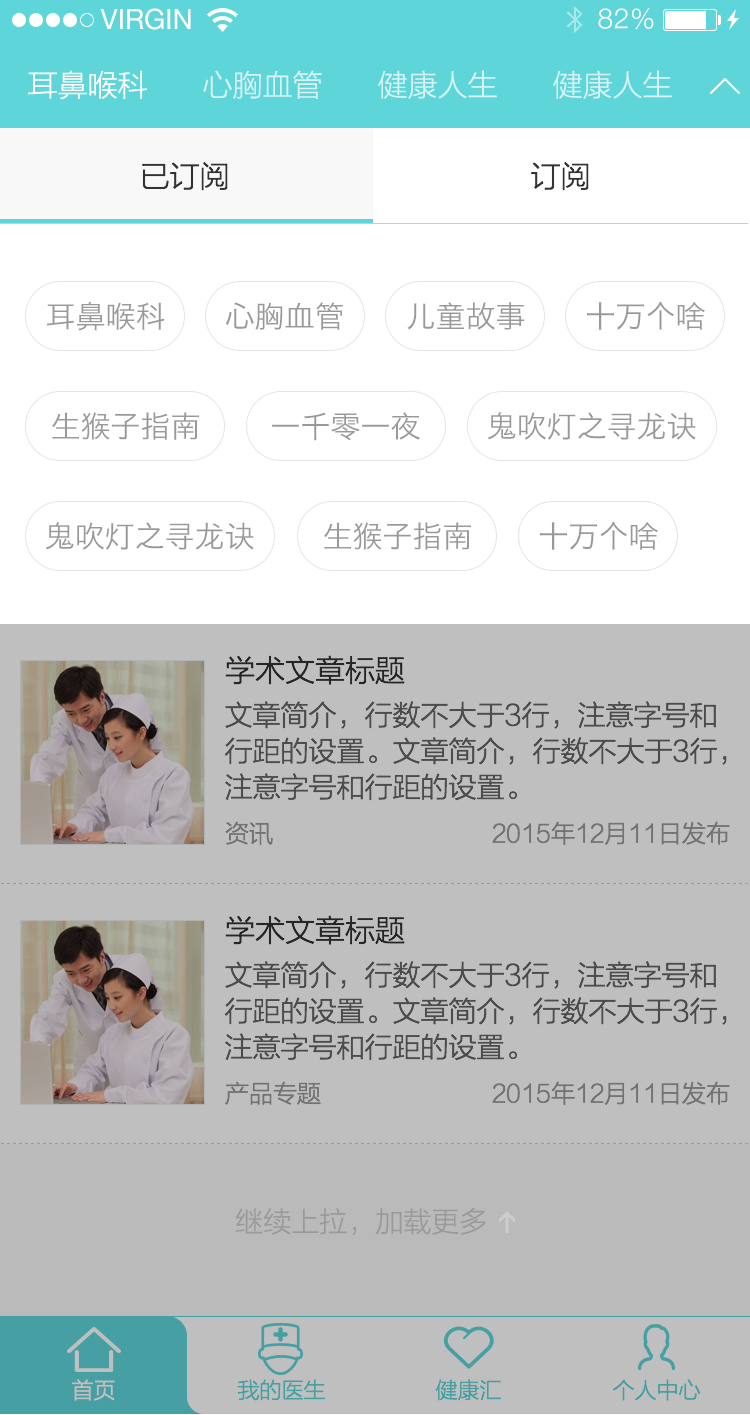 VIRGIN 82%
耳鼻喉科 心胸血管 健康人生 健康人生
已订阅 订阅
耳鼻喉科 心胸血管 儿童故事 十万个啥
生猴子指南 一千零一夜 鬼吹灯之寻龙诀
鬼吹灯之寻龙诀 生猴子指南 十万个啥
学术文章标题
文章简介，行数不大于3行，注意字号和
行距的设置。文章简介，行数不大于3行，
注意字号和行距的设置。
资讯 2015年12月11日发布
学术文章标题
文章简介，行数不大于3行，注意字号和
行距的设置。文章简介，行数不大于3行，
注意字号和行距的设置。
产品专题 2015年12月11日发布
继续上拉，加载更多
首页 我的医生 健康汇 个人中心